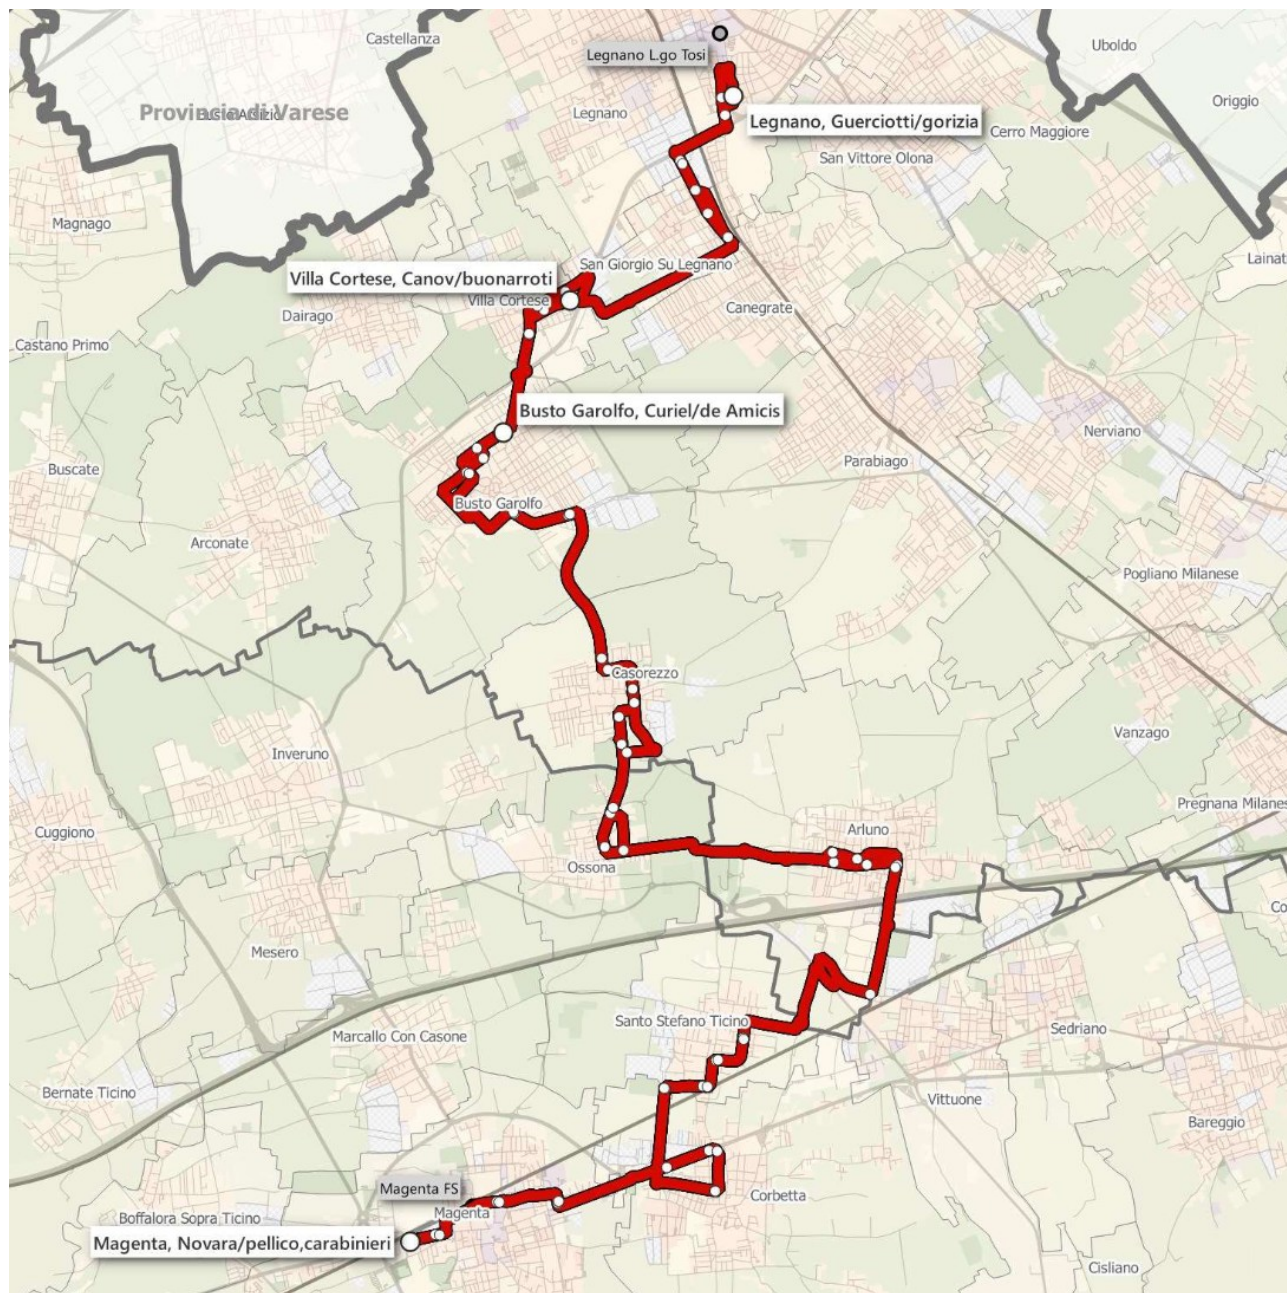 Castellanza
Uboldo
Legnano L.go Tosi
Origgio
Provincia di Varese
Legnano
Legnano, Guerciotti/gorizia
Cerro Maggiore
San Vittore Olona
Magnago
Lainat
San Giorgio Su Legnano
Villa Cortese, Canov/buonarroti
Villa Cortese
Canegrate
Dairago
Castano Primo
Busto Garolfo, Curiel/de Amicis
Nerviano
Parabiago
Buscate
Busto Garolfo
Arconate
Pogliano Milanese
Casorezzo
Vanzago
Inveruno
Pregnana Milanes
Cuggiono
Arluno
Ossona
Co
Mesero
Santo Stefano Ticino
Sedriano
Marcallo Con Casone
Bernate Ticino
Vittuone
Bareggio
Magenta FS
Corbetta
Magenta
Boffalora Sopra Ticino
Magenta, Novara/pellico,carabinieri
Cisliano